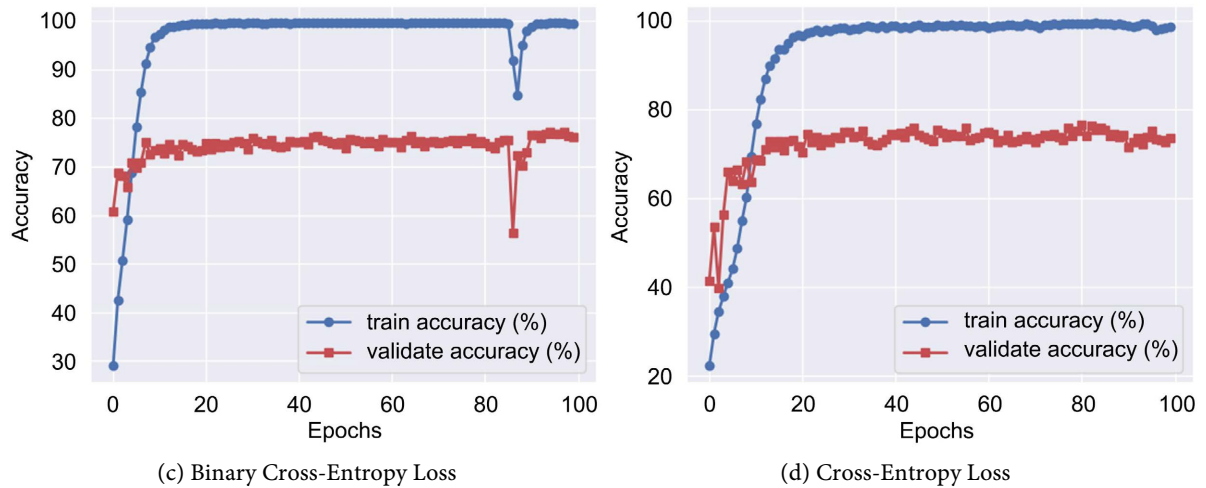 100
90
80
70
60
50
40
30
Accuracy
0 20 40 60 80 100
Epochs
train accuracy (%)
validate accuracy (%)
(c) Binary Cross-Entropy Loss
100
80
60
40
20
Accuracy
0 20 40 60 80 100
Epochs
train accuracy (%)
validate accuracy (%)
(d) Cross-Entropy Loss